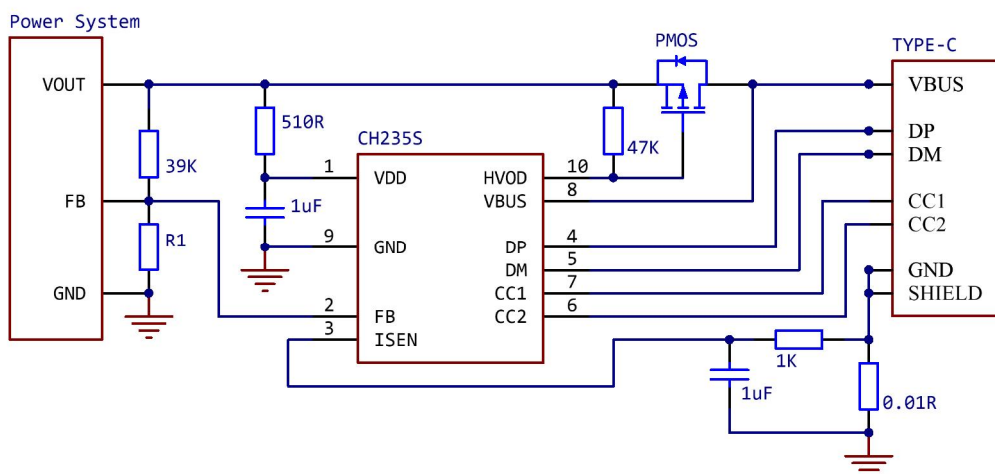 Power System
VOUT
FB
GND
39K
R1
510R
1uF
CH235S
1
VDD
9
GND
2
FB
3
ISEN
HVOD
10
VBUS
8
DP
4
DM
5
CC1
7
CC2
6
47K
PMOS
TYPE-C
VBUS
DP
DM
CC1
CC2
GND
SHIELD
1K
1uF
0.01R